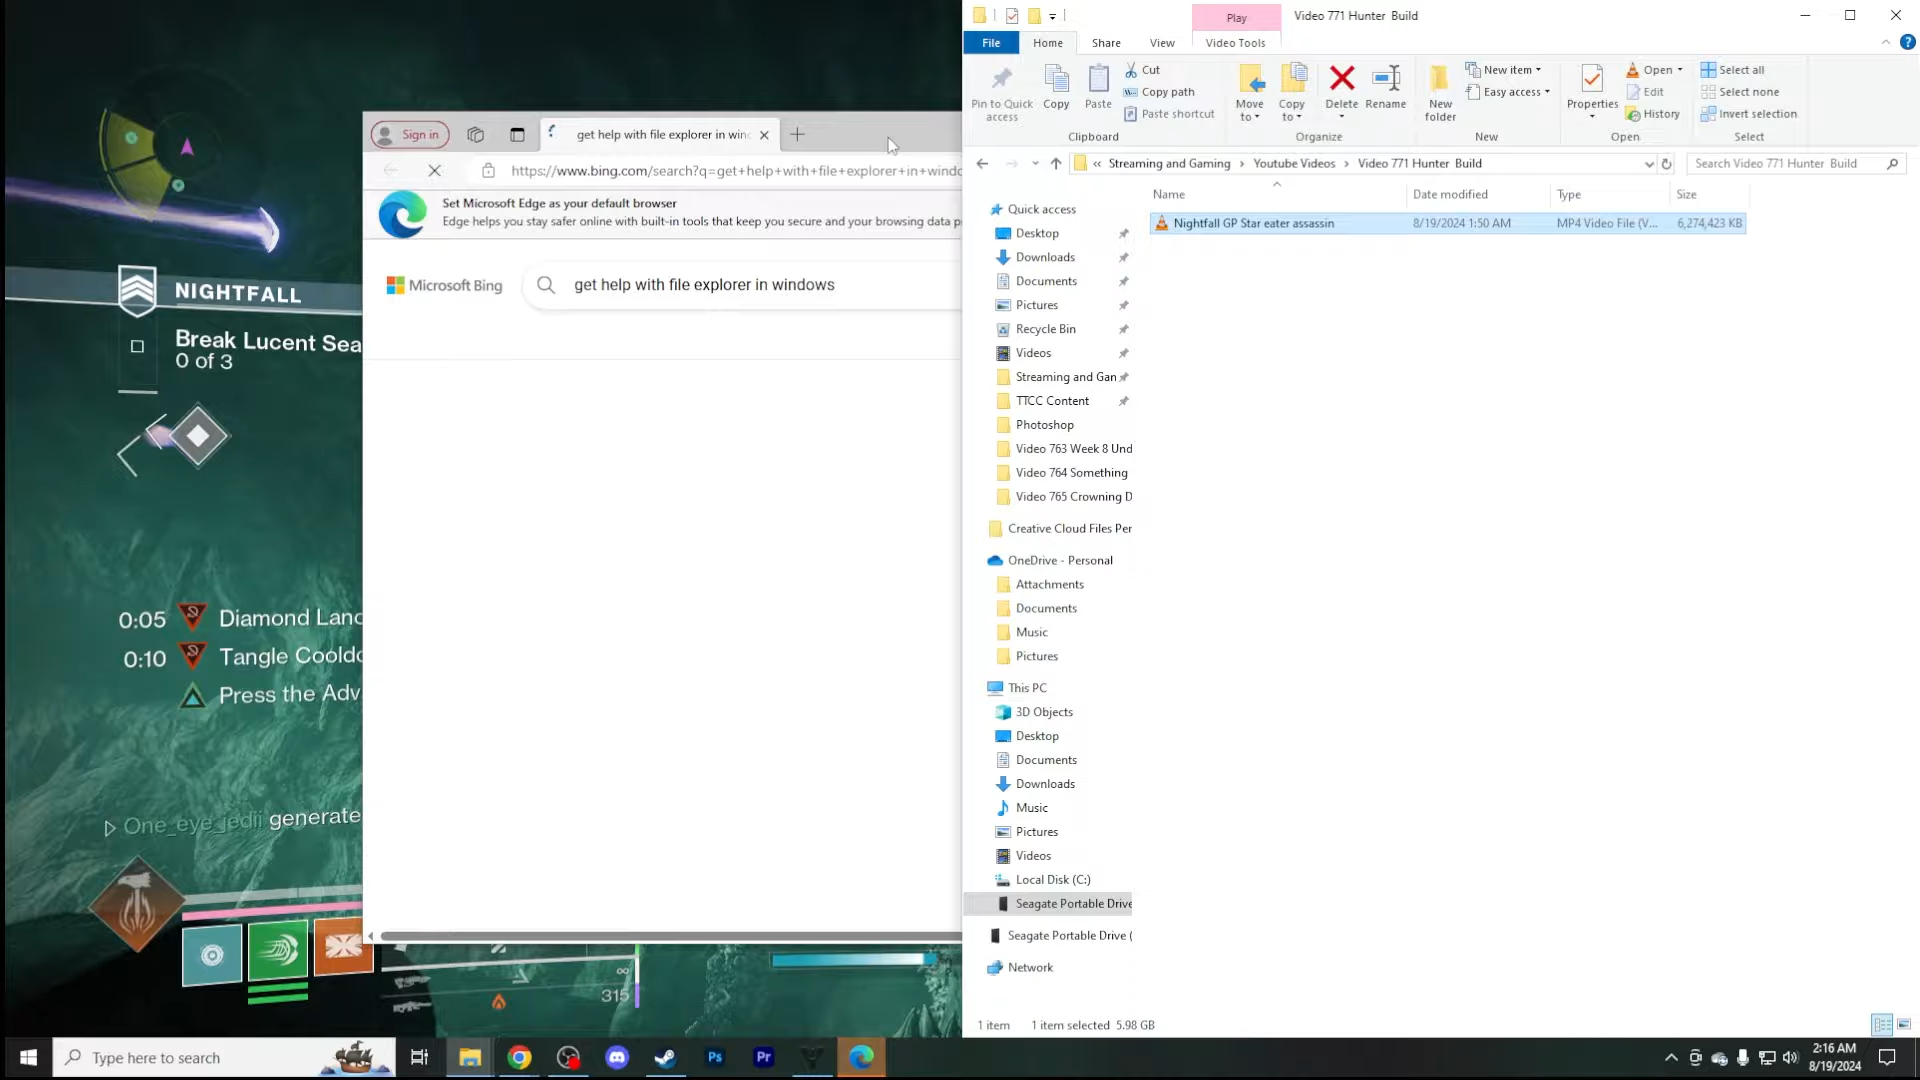 Play
Video 771 Hunter Build
File
Home
Share
View
Video Tools
Pin to Quick access
Copy
Paste
Cut
Copy path
Paste shortcut
Clipboard
Move to
Copy to
Delete
Rename
Organize
New folder
New item
Easy access
New
Properties
Open
Edit
History
Open
Select all
Select none
Invert selection
Select
« Streaming and Gaming > Youtube Videos > Video 771 Hunter Build
Search Video 771 Hunter Build
Name
Date modified
Type
Size
Nightfall GP Star eater assassin
8/19/2024 1:50 AM
MP4 Video File (V...
6,274,423 KB
Quick access
Desktop
Downloads
Documents
Pictures
Recycle Bin
Videos
Streaming and Gan
TTCC Content
Photoshop
Video 763 Week 8 Und
Video 764 Something
Video 765 Crowning D
Creative Cloud Files Per
OneDrive - Personal
Attachments
Documents
Music
Pictures
This PC
3D Objects
Desktop
Documents
Downloads
Music
Pictures
Videos
Local Disk (C:)
Seagate Portable Drive
Seagate Portable Drive (
Network
1 item
1 item selected 5.98 GB
Sign in
get help with file explorer in winc
https://www.bing.com/search?q=get+help+with+file+explorer+in+windo
Set Microsoft Edge as your default browser
Edge helps you stay safer online with built-in tools that keep you secure and your browsing data p
Microsoft Bing
get help with file explorer in windows
NIGHTFALL
Break Lucent Sea
0 of 3
0:05 Diamond Lanc
0:10 Tangle Cooldo
Press the Adv
One_eye_jedii generate
∞
315
Type here to search
Ps
Pr
2:16 AM
8/19/2024